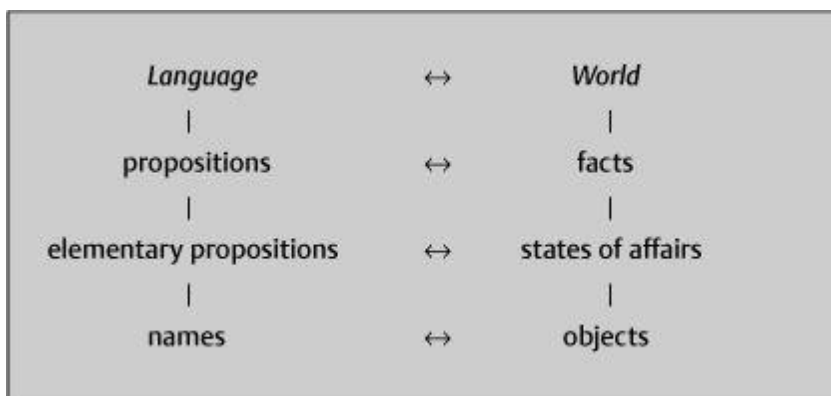 Language ↔ World
| |
propositions ↔ facts
| |
elementary propositions ↔ states of affairs
| |
names ↔ objects